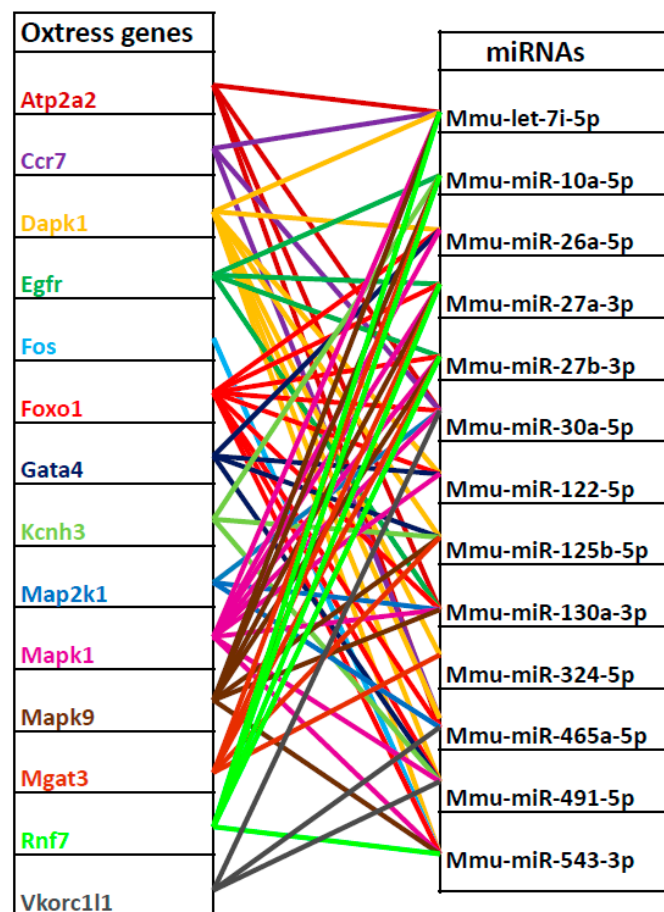 Oxtress genes
Atp2a2
Ccr7
Dapk1
Egfr
Fos
Foxo1
Gata4
Kcnh3
Map2k1
Mapk1
Mapk9
Mgat3
Rnf7
Vkorc1l1
miRNAs
Mmu-let-7i-5p
Mmu-miR-10a-5p
Mmu-miR-26a-5p
Mmu-miR-27a-3p
Mmu-miR-27b-3p
Mmu-miR-30a-5p
Mmu-miR-122-5p
Mmu-miR-125b-5p
Mmu-miR-130a-3p
Mmu-miR-324-5p
Mmu-miR-465a-5p
Mmu-miR-491-5p
Mmu-miR-543-3p